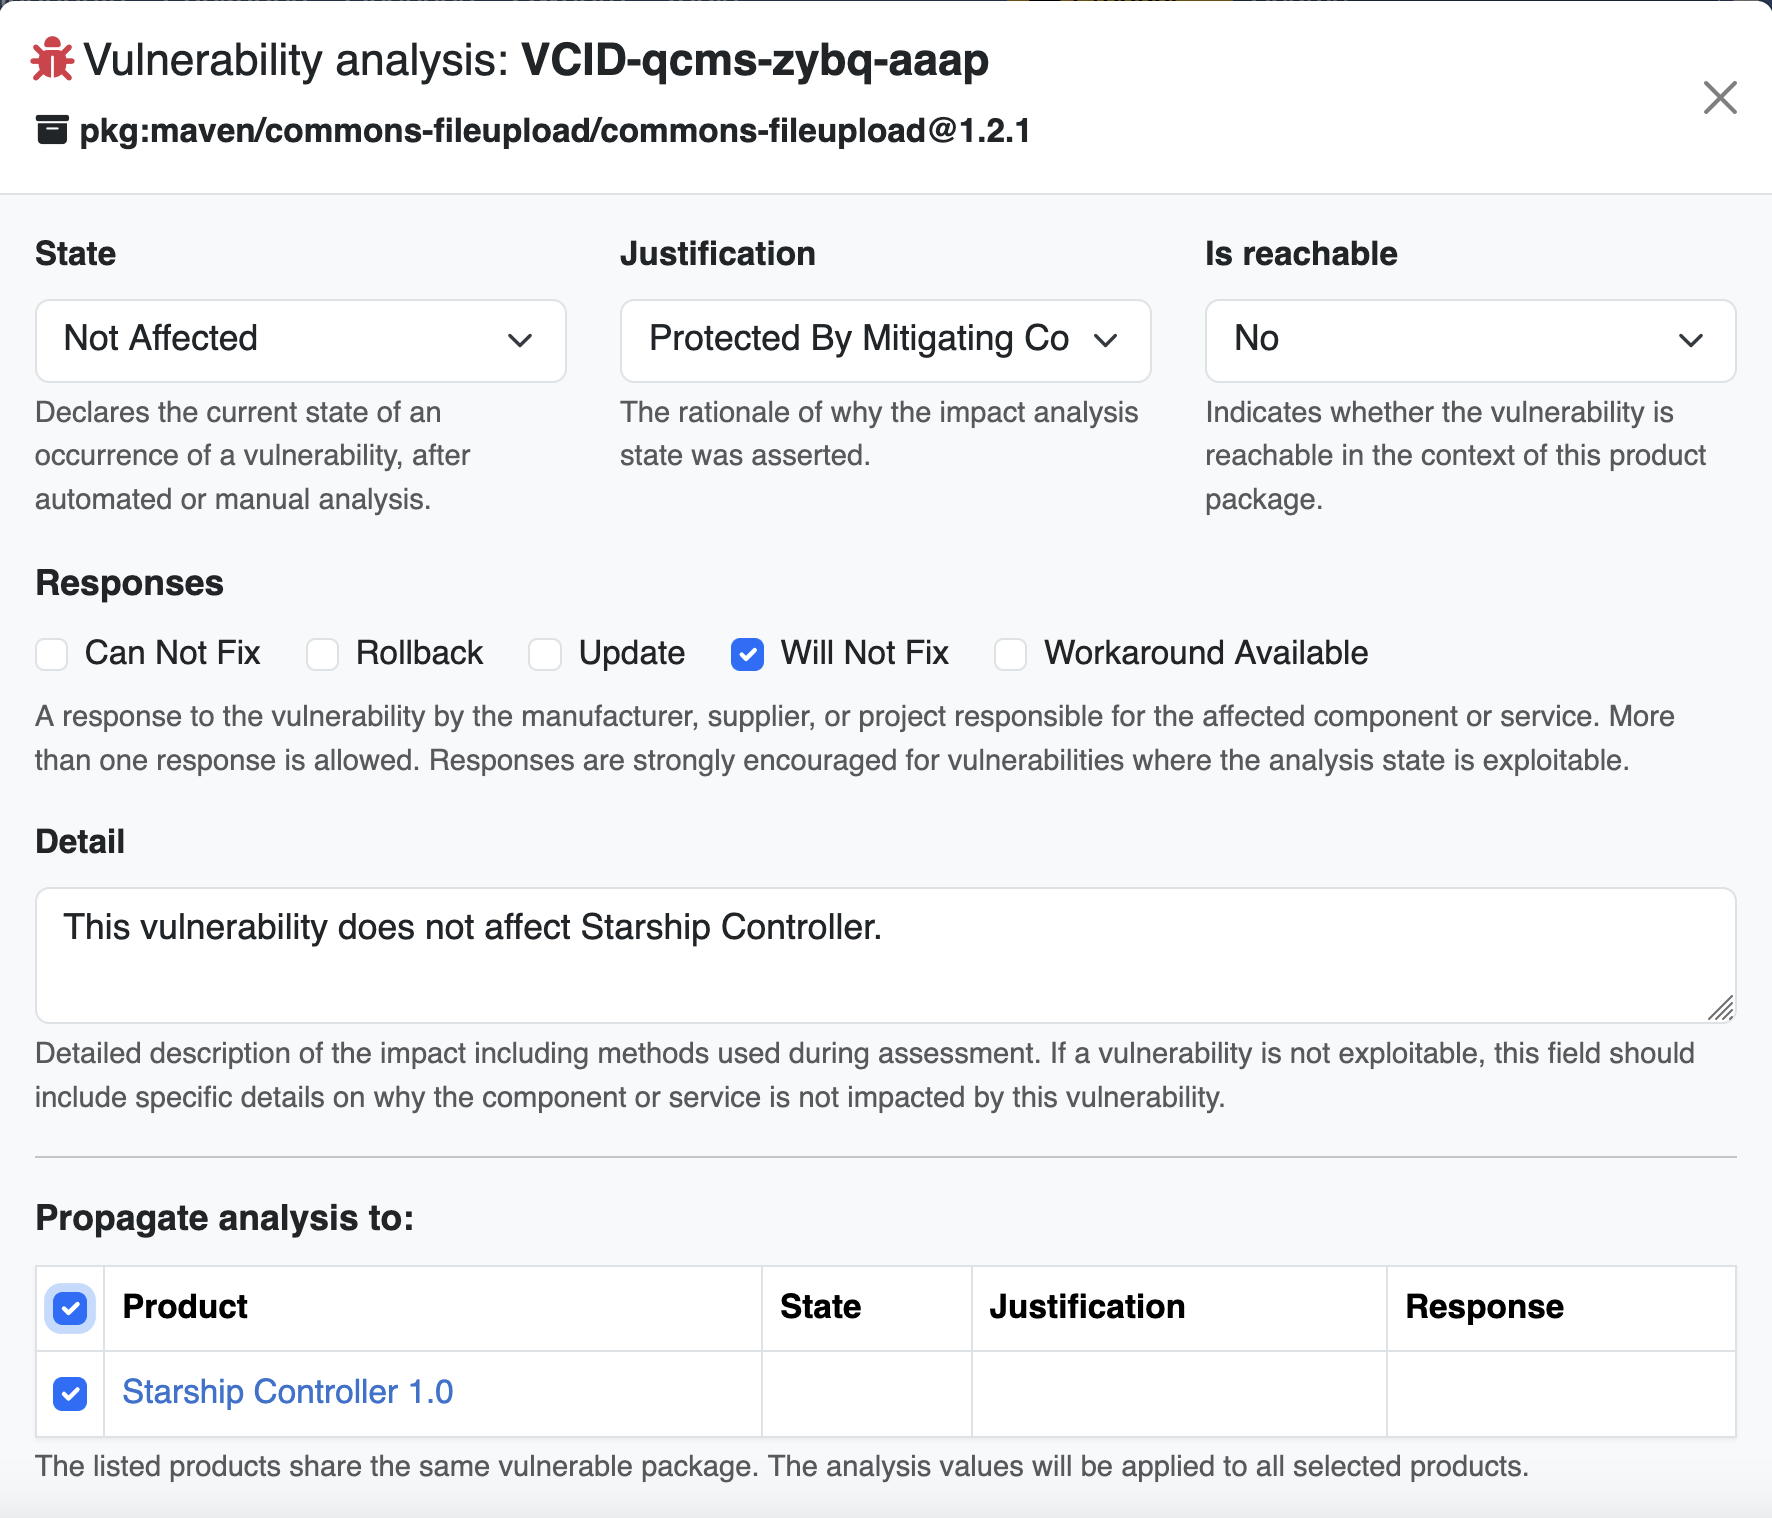 Vulnerability analysis: VCID-qcms-zybq-aaap
pkg:maven/commons-fileupload/commons-fileupload@1.2.1
State
Justification
Is reachable
Not Affected
Protected By Mitigating Co
No
Declares the current state of an
occurrence of a vulnerability, after
automated or manual analysis.
The rationale of why the impact analysis
state was asserted.
Indicates whether the vulnerability is
reachable in the context of this product
package.
Responses
Can Not Fix Rollback Update Will Not Fix Workaround Available
A response to the vulnerability by the manufacturer, supplier, or project responsible for the affected component or service. More
than one response is allowed. Responses are strongly encouraged for vulnerabilities where the analysis state is exploitable.
Detail
This vulnerability does not affect Starship Controller.
Detailed description of the impact including methods used during assessment. If a vulnerability is not exploitable, this field should
include specific details on why the component or service is not impacted by this vulnerability.
Propagate analysis to:
Product State Justification Response
Starship Controller 1.0
The listed products share the same vulnerable package. The analysis values will be applied to all selected products.